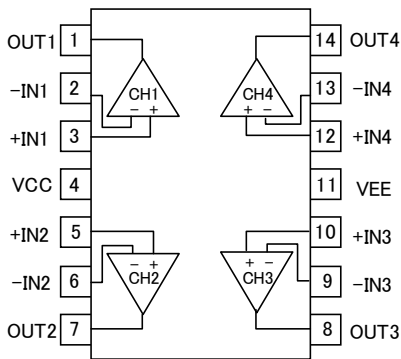 OUT1 1 14 OUT4
CH1 CH4
-IN1 2 13 -IN4
- + + -
+IN1 3 12 +IN4
VCC 4 11 VEE
+IN2 5 10 +IN3
- + + -
CH2 CH3
-IN2 6 9 -IN3
OUT2 7 8 OUT3